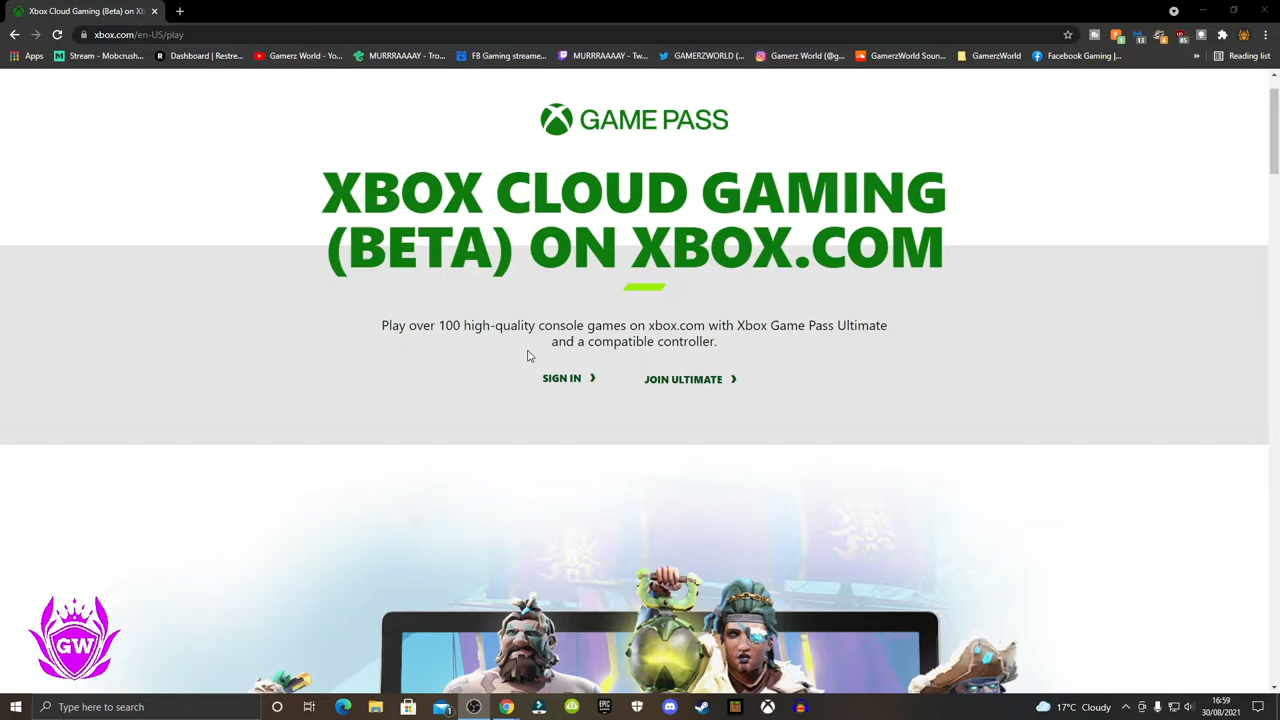 Xbox Cloud Gaming (Beta) on Xb
xbox.com/en-US/play
Apps
Stream - Mobcrush...
Dashboard | Restre...
Gamerz World - Yo...
MURRRAAAAY - Tro...
FB Gaming streame...
MURRRAAAAY - Tw...
GAMERZWORLD (...
Gamerz World (@g...
GamerzWorld Soun...
GamerzWorld
Facebook Gaming |...
Reading list
GAME PASS
XBOX CLOUD GAMING
(BETA) ON XBOX.COM
Play over 100 high-quality console games on xbox.com with Xbox Game Pass Ultimate
and a compatible controller.
SIGN IN
JOIN ULTIMATE
GW
Type here to search
17°C Cloudy
16:59
30/08/2021